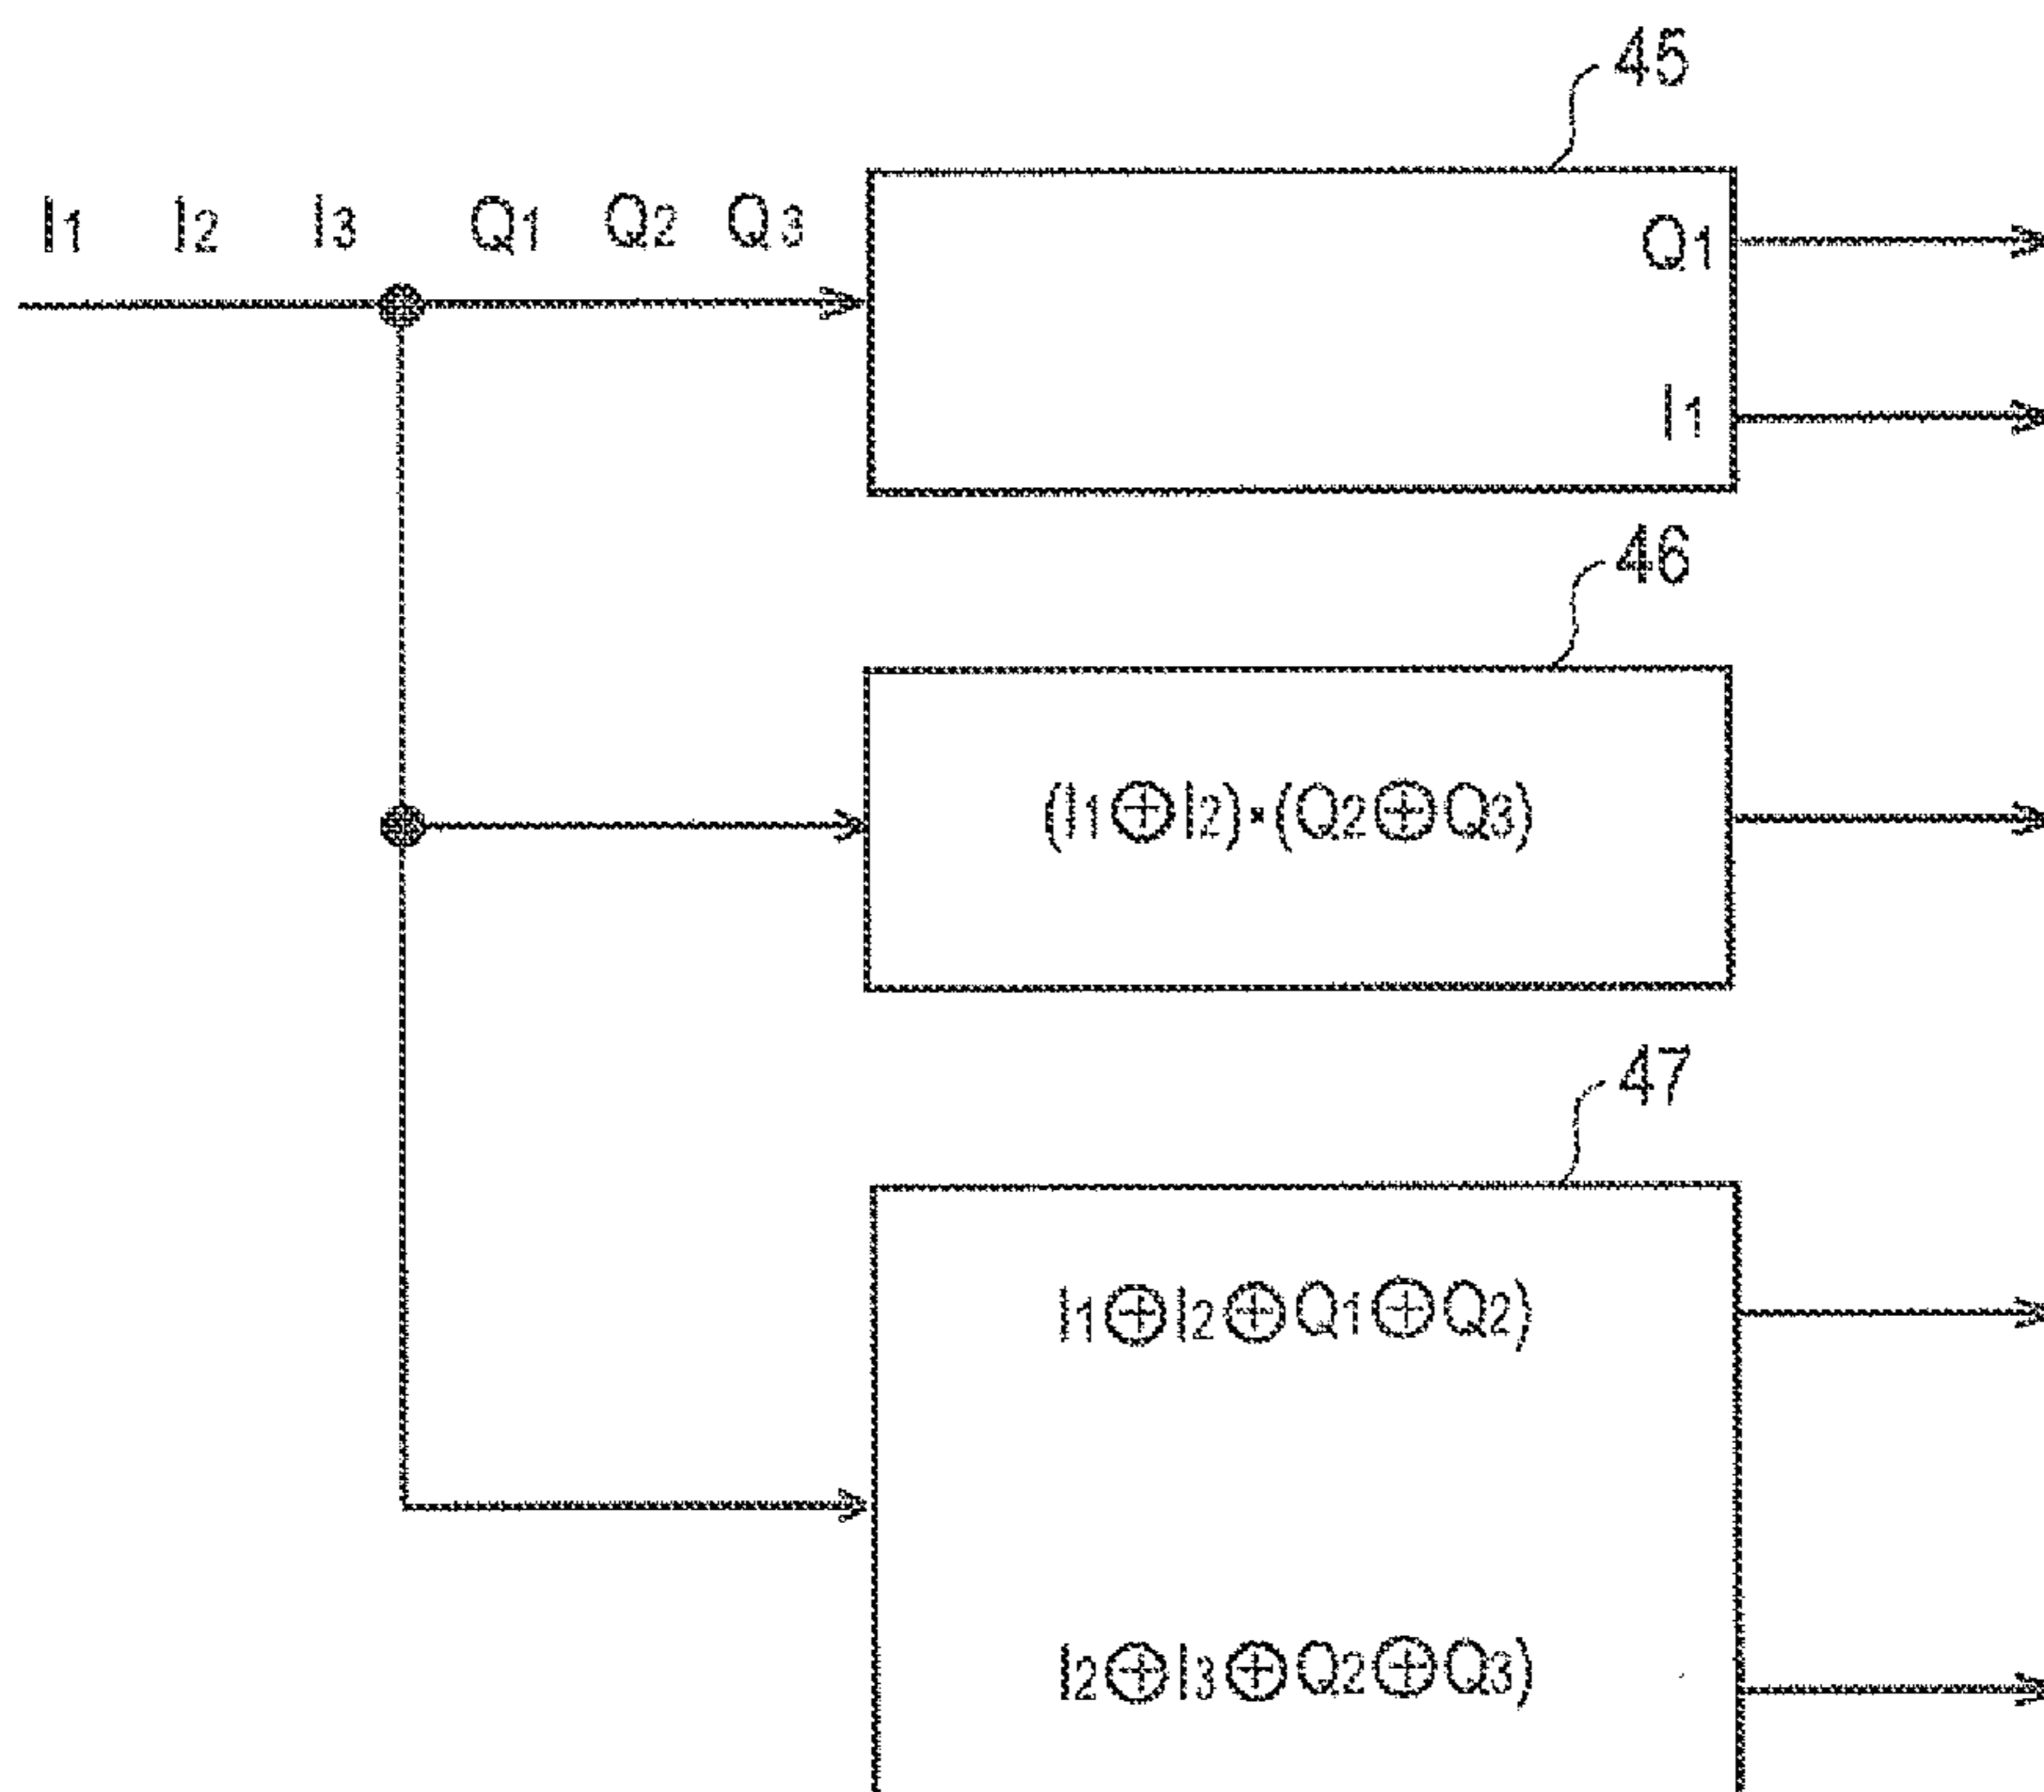 45
I1 I2 I3 Q1 Q2 Q3
Q1
I1
46
(I1⊕I2)·(Q2⊕Q3)
47
I1⊕I2⊕Q1⊕Q2)
I2⊕I3⊕Q2⊕Q3)